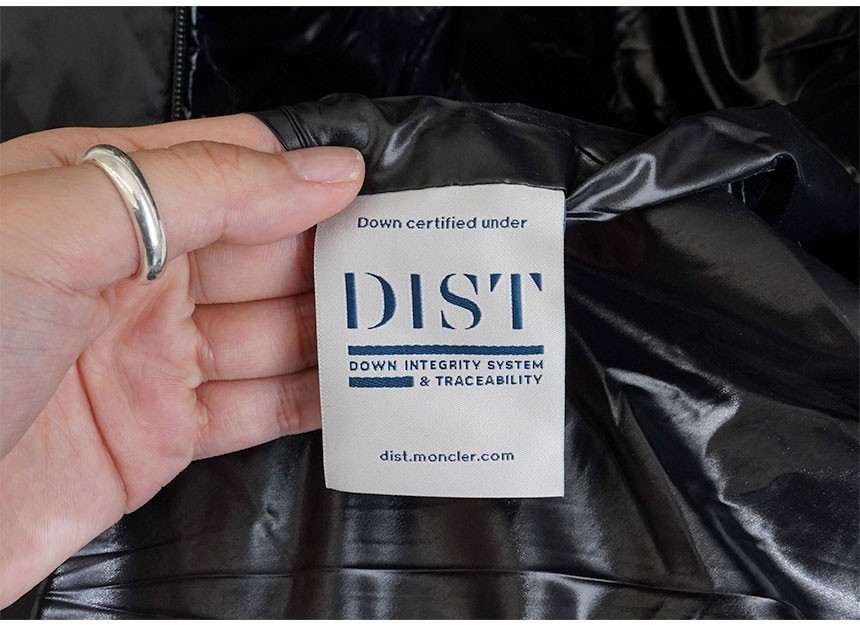 Down certified under
DIST
DOWN INTEGRITY SYSTEM
& TRACEABILITY
dist.moncler.com